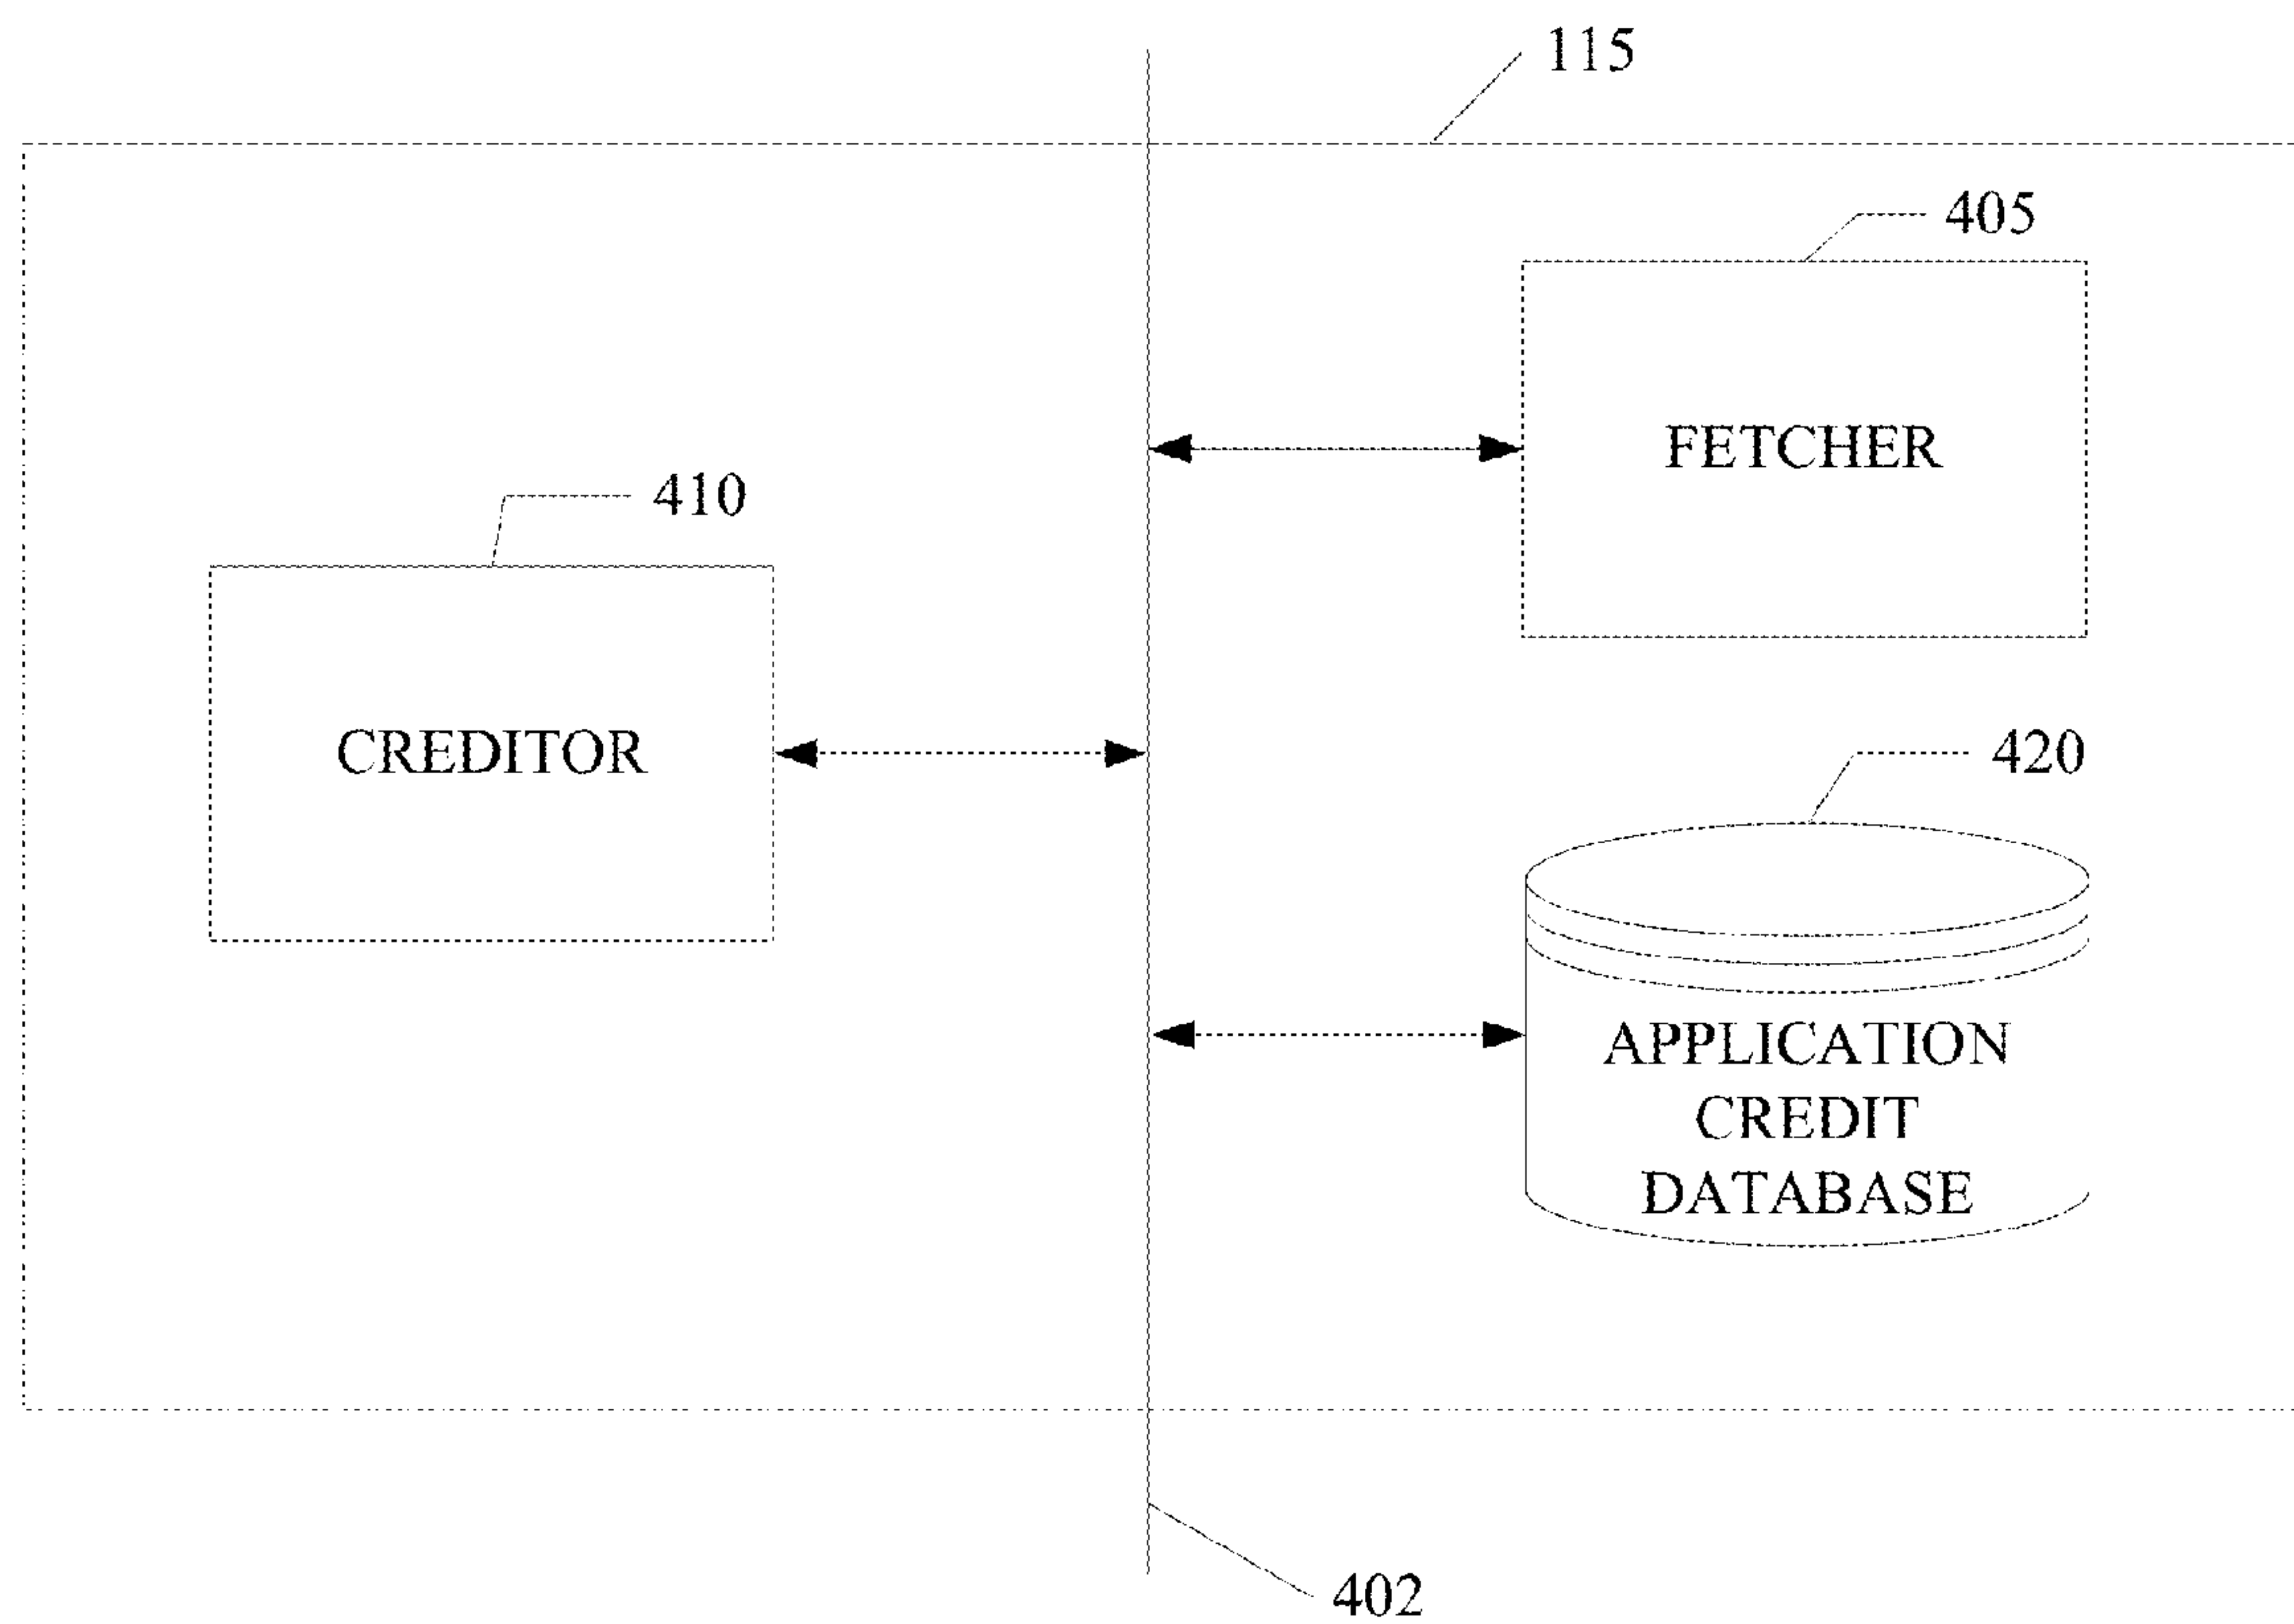 115
405
FETCHER
410
CREDITOR
420
APPLICATION
CREDIT
DATABASE
402